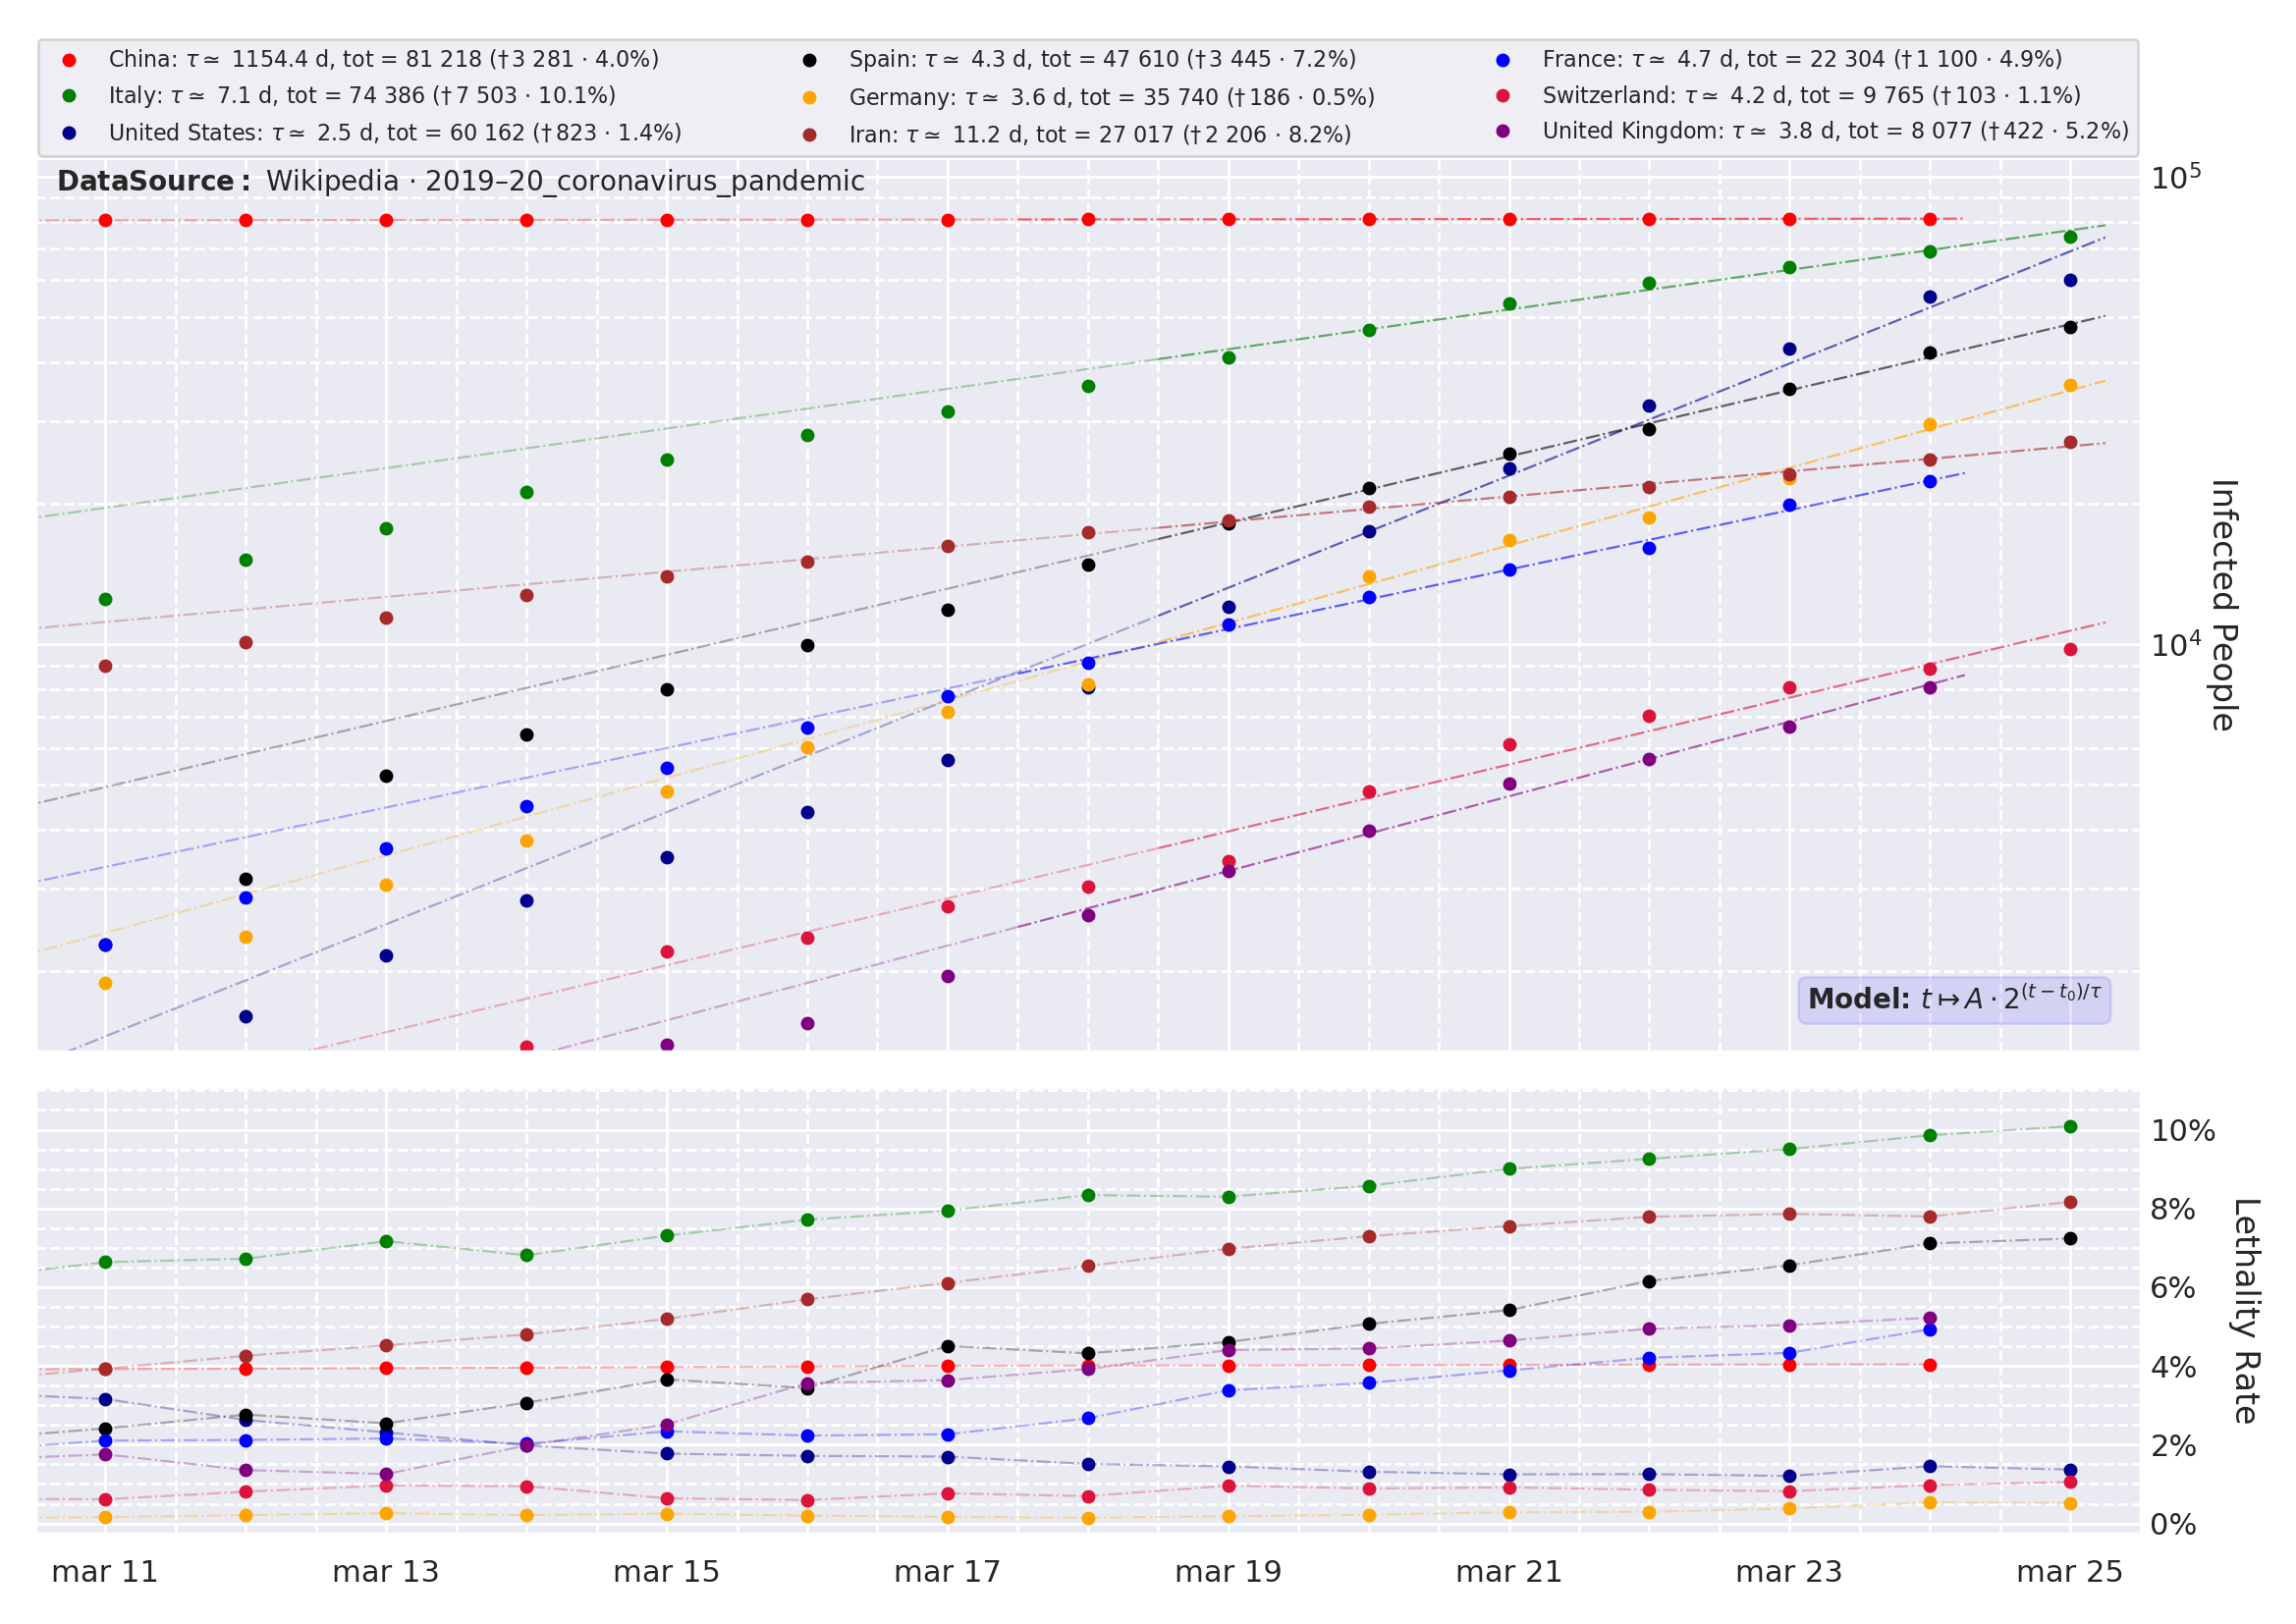 China: τ ≃ 1154.4 d, tot = 81 218 (†3 281 · 4.0%)
Italy: τ ≃ 7.1 d, tot = 74 386 (†7 503 · 10.1%)
United States: τ ≃ 2.5 d, tot = 60 162 (†823 · 1.4%)
Spain: τ ≃ 4.3 d, tot = 47 610 (†3 445 · 7.2%)
Germany: τ ≃ 3.6 d, tot = 35 740 (†186 · 0.5%)
Iran: τ ≃ 11.2 d, tot = 27 017 (†2 206 · 8.2%)
France: τ ≃ 4.7 d, tot = 22 304 (†1 100 · 4.9%)
Switzerland: τ ≃ 4.2 d, tot = 9 765 (†103 · 1.1%)
United Kingdom: τ ≃ 3.8 d, tot = 8 077 (†422 · 5.2%)
DataSource: Wikipedia · 2019–20_coronavirus_pandemic
10⁵
10⁴
Infected People
Model: t ↦ A · 2^(t − t₀)/τ
10%
8%
6%
4%
2%
0%
Lethality Rate
mar 11
mar 13
mar 15
mar 17
mar 19
mar 21
mar 23
mar 25